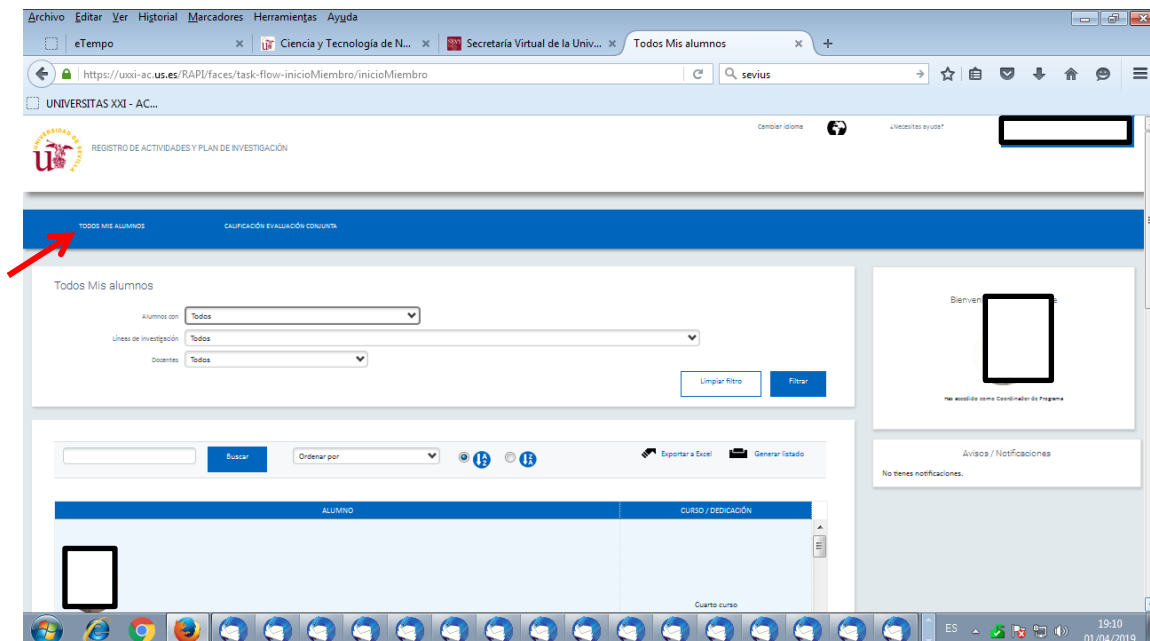 Archivo Editar Ver Historial Marcadores Herramientas Ayuda
eTempo
Ciencia y Tecnología de N...
Secretaría Virtual de la Univ...
Todos Mis alumnos
https://uxxi-ac.us.es/RAPI/faces/task-flow-inicioMiembro/inicioMiembro
sevius
UNIVERSITAS XXI - AC...
Cambiar idioma
¿Necesitas ayuda?
REGISTRO DE ACTIVIDADES Y PLAN DE INVESTIGACIÓN
TODOS MIS ALUMNOS
CALIFICACIÓN EVALUACIÓN CONJUNTA
Todos Mis alumnos
Alumnos con Todos
Líneas de investigación Todos
Docentes Todos
Limpiar filtro
Filtrar
Bienven
Has accedido como Coordinador de Programa
Buscar
Ordenar por
Exportar a Excel
Generar listado
Avisos / Notificaciones
No tienes notificaciones.
ALUMNO
CURSO / DEDICACIÓN
Cuarto curso
ES
19:10
01/04/2019